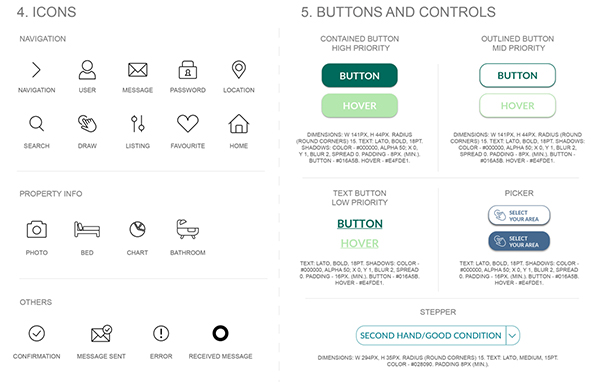 4. ICONS
NAVIGATION
NAVIGATION USER MESSAGE PASSWORD LOCATION
SEARCH DRAW LISTING FAVOURITE HOME
PROPERTY INFO
PHOTO BED CHART BATHROOM
OTHERS
CONFIRMATION MESSAGE SENT ERROR RECEIVED MESSAGE
5. BUTTONS AND CONTROLS
CONTAINED BUTTON
HIGH PRIORITY
BUTTON
HOVER
DIMENSIONS: W 141PX, H 44PX. RADIUS
(ROUND CORNERS) 15. TEXT: LATO, BOLD, 18PT.
SHADOWS: COLOR - #000000, ALPHA 50; X 0,
Y 1, BLUR 2, SPREAD 0. PADDING - 8PX. (MIN.).
BUTTON - #016A5B. HOVER - #E4FDE1.
OUTLINED BUTTON
MID PRIORITY
BUTTON
HOVER
DIMENSIONS: W 141PX, H 44PX. RADIUS (ROUND
CORNERS) 15. TEXT: LATO, BOLD, 18PT.
SHADOWS: COLOR - #000000, ALPHA 50; X 0,
Y 1, BLUR 2, SPREAD 0. PADDING - 8PX. (MIN.).
BUTTON - #016A5B. HOVER - #E4FDE1.
TEXT BUTTON
LOW PRIORITY
BUTTON
HOVER
TEXT: LATO, BOLD, 18PT. SHADOWS: COLOR -
#000000, ALPHA 50; X 0, Y 1, BLUR 2, SPREAD
0. PADDING - 16PX. (MIN.). BUTTON - #016A5B.
HOVER - #E4FDE1.
PICKER
SELECT
YOUR AREA
SELECT
YOUR AREA
TEXT: LATO, BOLD, 18PT. SHADOWS: COLOR -
#000000, ALPHA 50; X 0, Y 1, BLUR 2, SPREAD
0. PADDING - 8PX. (MIN.). BUTTON - #016A5B.
HOVER - #E4FDE1.
STEPPER
SECOND HAND/GOOD CONDITION
DIMENSIONS: W 294PX, H 35PX, RADIUS (ROUND CORNERS) 15. TEXT: LATO, MEDIUM, 15PT.
COLOR - #028090. PADDING 8PX (MIN.).